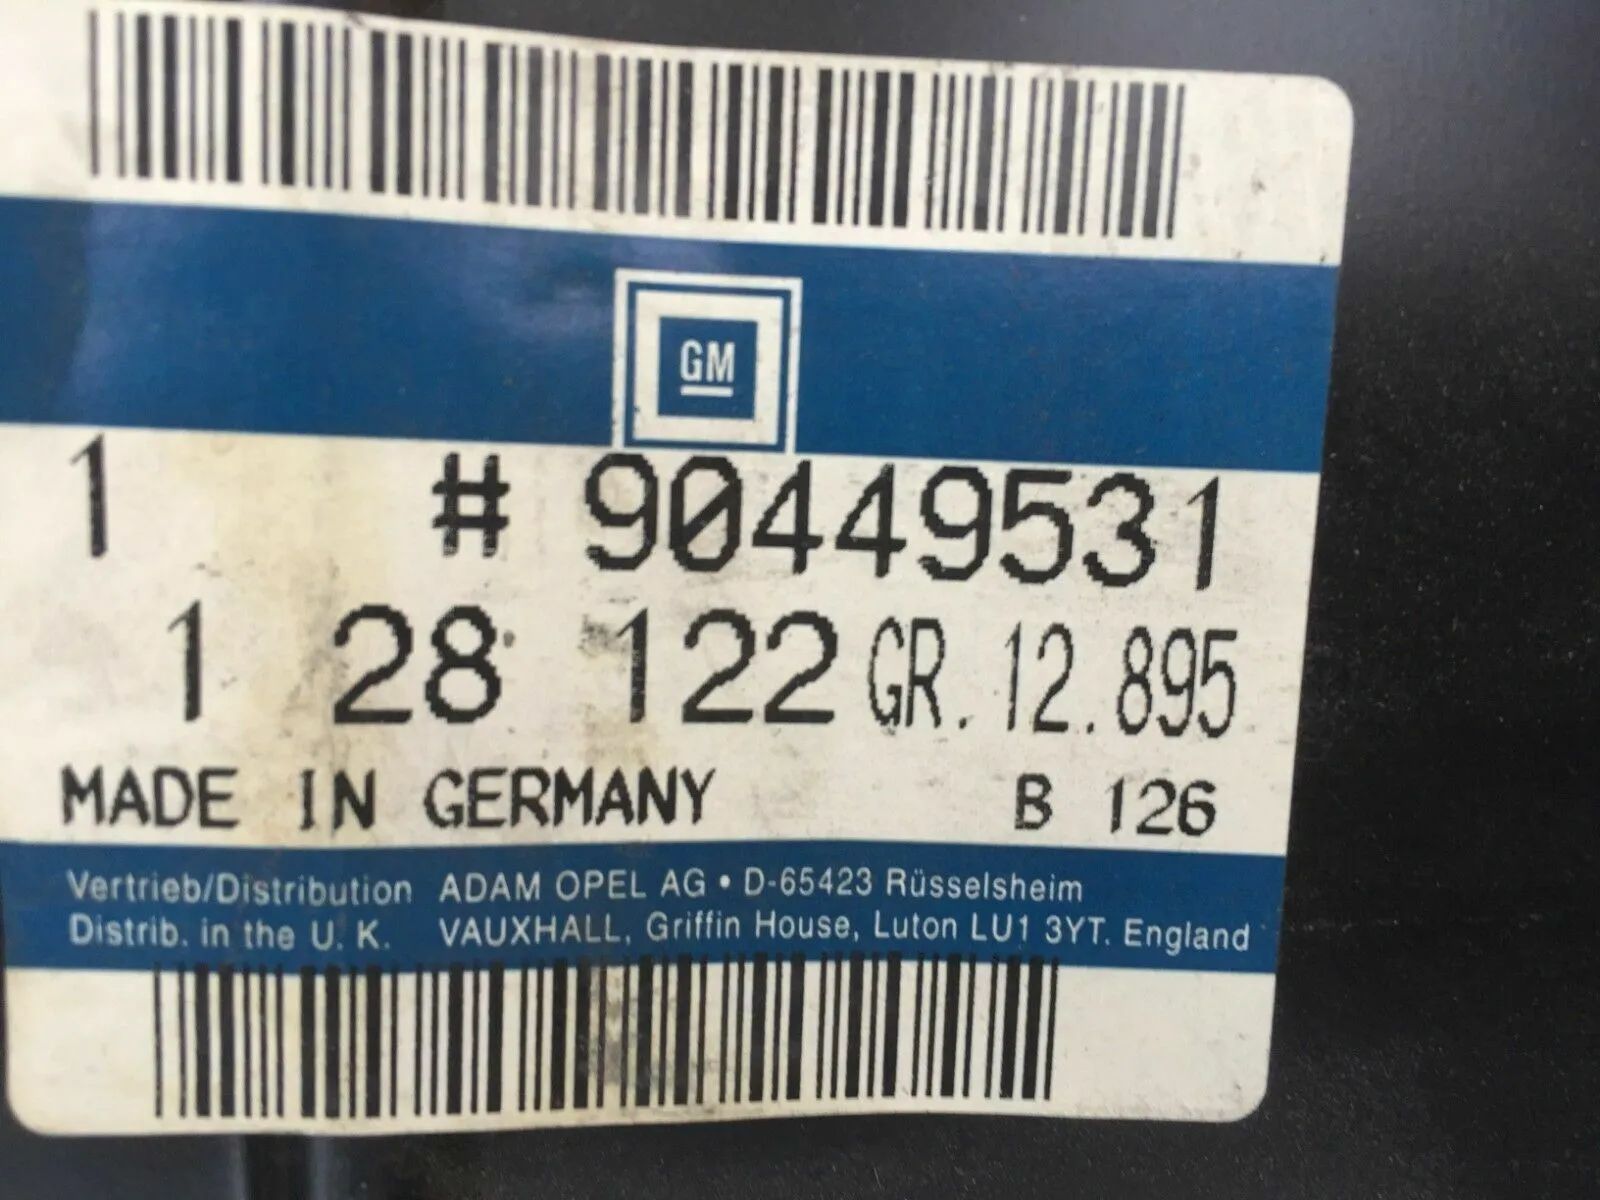 GM
1 # 90449531
1 28 122 GR. 12.895
MADE IN GERMANY B 126
Vertrieb/Distribution ADAM OPEL AG • D-65423 Rüsselsheim
Distrib. in the U. K. VAUXHALL, Griffin House, Luton LU1 3YT. England